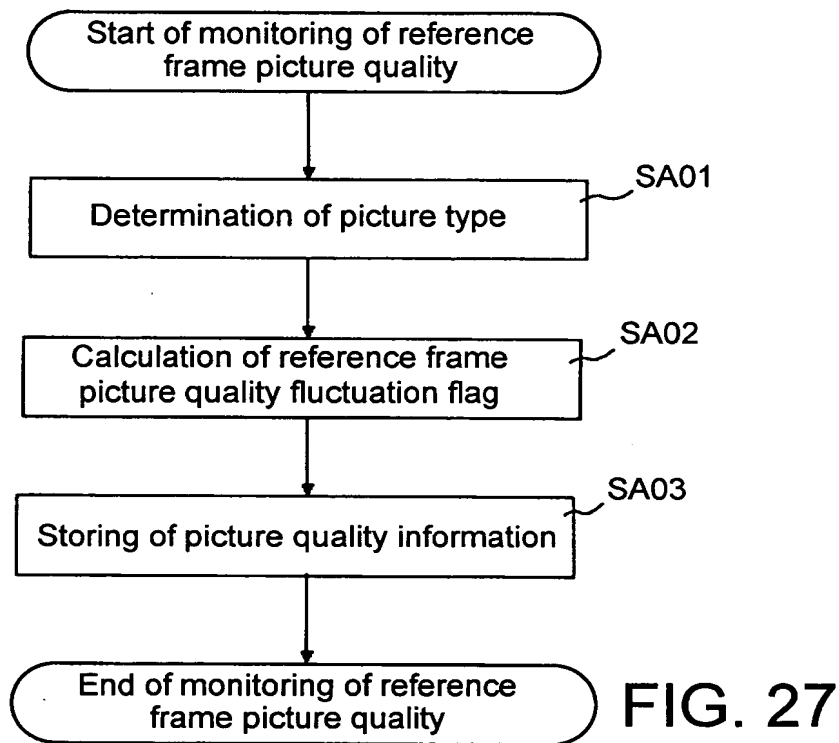 Start of monitoring of reference
frame picture quality
SA01
Determination of picture type
SA02
Calculation of reference frame
picture quality fluctuation flag
SA03
Storing of picture quality information
End of monitoring of reference
frame picture quality
FIG. 27